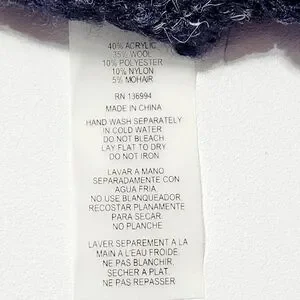 40% ACRYLIC
35% WOOL
10% POLYESTER
10% NYLON
5% MOHAIR
RN 136994
MADE IN CHINA
HAND WASH SEPARATELY
IN COLD WATER
DO NOT BLEACH
LAY FLAT TO DRY
DO NOT IRON
LAVAR A MANO
SEPARADAMENTE CON
AGUA FRIA.
NO USE BLANQUEADOR.
RECOSTAR PLANAMENTE
PARA SECAR.
NO PLANCHE
LAVER SEPAREMENT A LA
MAIN A L'EAU FROIDE.
NE PAS BLANCHIR.
SECHER A PLAT.
NE PAS REPASSER